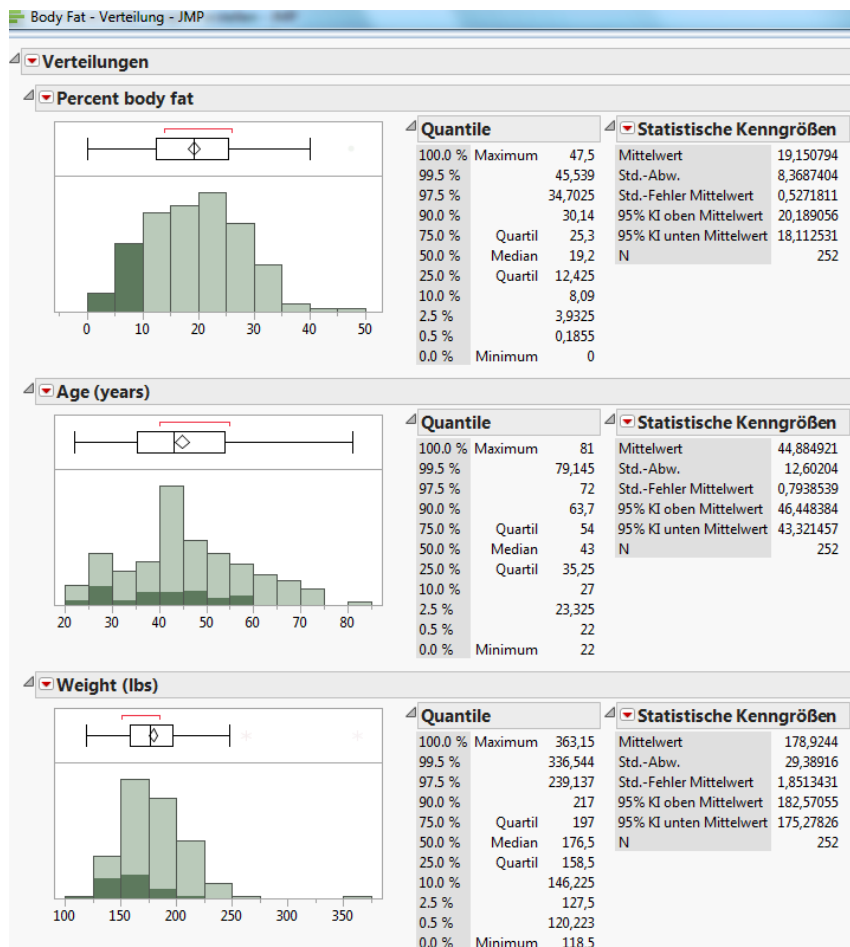 Body Fat - Verteilung - JMP
Verteilungen
Percent body fat
0 10 20 30 40 50
Quantile
100.0 % Maximum 47,5
99.5 % 45,539
97.5 % 34,7025
90.0 % 30,14
75.0 % Quartil 25,3
50.0 % Median 19,2
25.0 % Quartil 12,425
10.0 % 8,09
2.5 % 3,9325
0.5 % 0,1855
0.0 % Minimum 0
Statistische Kenngrößen
Mittelwert 19,150794
Std.-Abw. 8,3687404
Std.-Fehler Mittelwert 0,5271811
95% KI oben Mittelwert 20,189056
95% KI unten Mittelwert 18,112531
N 252
Age (years)
20 30 40 50 60 70 80
Quantile
100.0 % Maximum 81
99.5 % 79,145
97.5 % 72
90.0 % 63,7
75.0 % Quartil 54
50.0 % Median 43
25.0 % Quartil 35,25
10.0 % 27
2.5 % 23,325
0.5 % 22
0.0 % Minimum 22
Statistische Kenngrößen
Mittelwert 44,884921
Std.-Abw. 12,60204
Std.-Fehler Mittelwert 0,7938539
95% KI oben Mittelwert 46,448384
95% KI unten Mittelwert 43,321457
N 252
Weight (lbs)
100 150 200 250 300 350
Quantile
100.0 % Maximum 363,15
99.5 % 336,544
97.5 % 239,137
90.0 % 217
75.0 % Quartil 197
50.0 % Median 176,5
25.0 % Quartil 158,5
10.0 % 146,225
2.5 % 127,5
0.5 % 120,223
0.0 % Minimum 118,5
Statistische Kenngrößen
Mittelwert 178,9244
Std.-Abw. 29,38916
Std.-Fehler Mittelwert 1,8513431
95% KI oben Mittelwert 182,57055
95% KI unten Mittelwert 175,27826
N 252